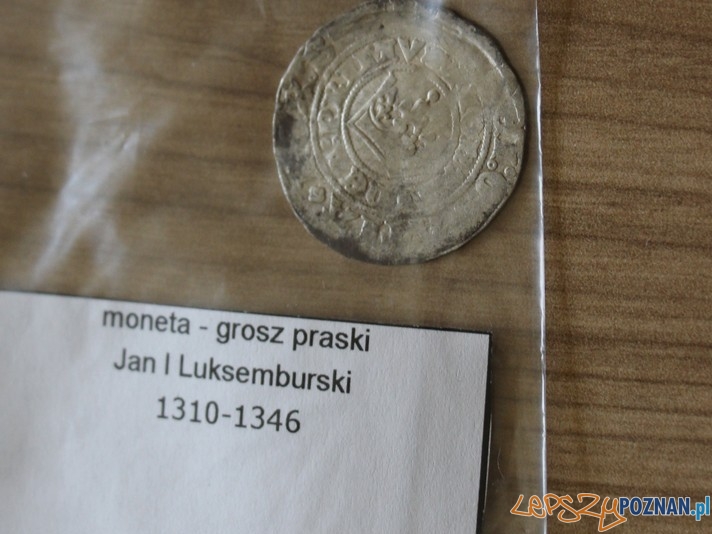 moneta - grosz praski
Jan I Luksemburski
1310-1346
LEPSZYPOZNAN.pl